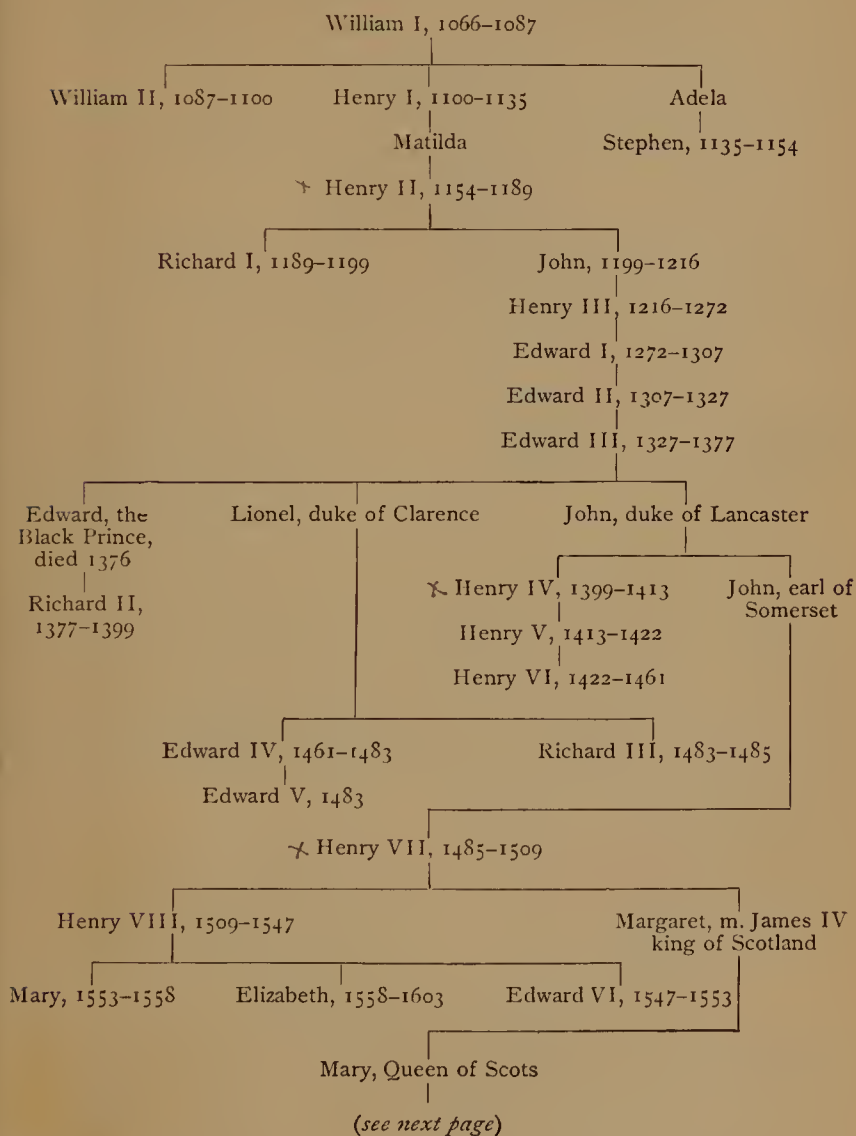 William I, 1066–1087
William II, 1087–1100 Henry I, 1100–1135 Adela
Matilda Stephen, 1135–1154
Henry II, 1154–1189
Richard I, 1189–1199 John, 1199–1216
Henry III, 1216–1272
Edward I, 1272–1307
Edward II, 1307–1327
Edward III, 1327–1377
Edward, the Lionel, duke of Clarence John, duke of Lancaster
Black Prince,
died 1376
Richard II,
1377–1399
Henry IV, 1399–1413 John, earl of
Somerset
Henry V, 1413–1422
Henry VI, 1422–1461
Edward IV, 1461–1483 Richard III, 1483–1485
Edward V, 1483
Henry VII, 1485–1509
Henry VIII, 1509–1547 Margaret, m. James IV
king of Scotland
Mary, 1553–1558 Elizabeth, 1558–1603 Edward VI, 1547–1553
Mary, Queen of Scots
(see next page)